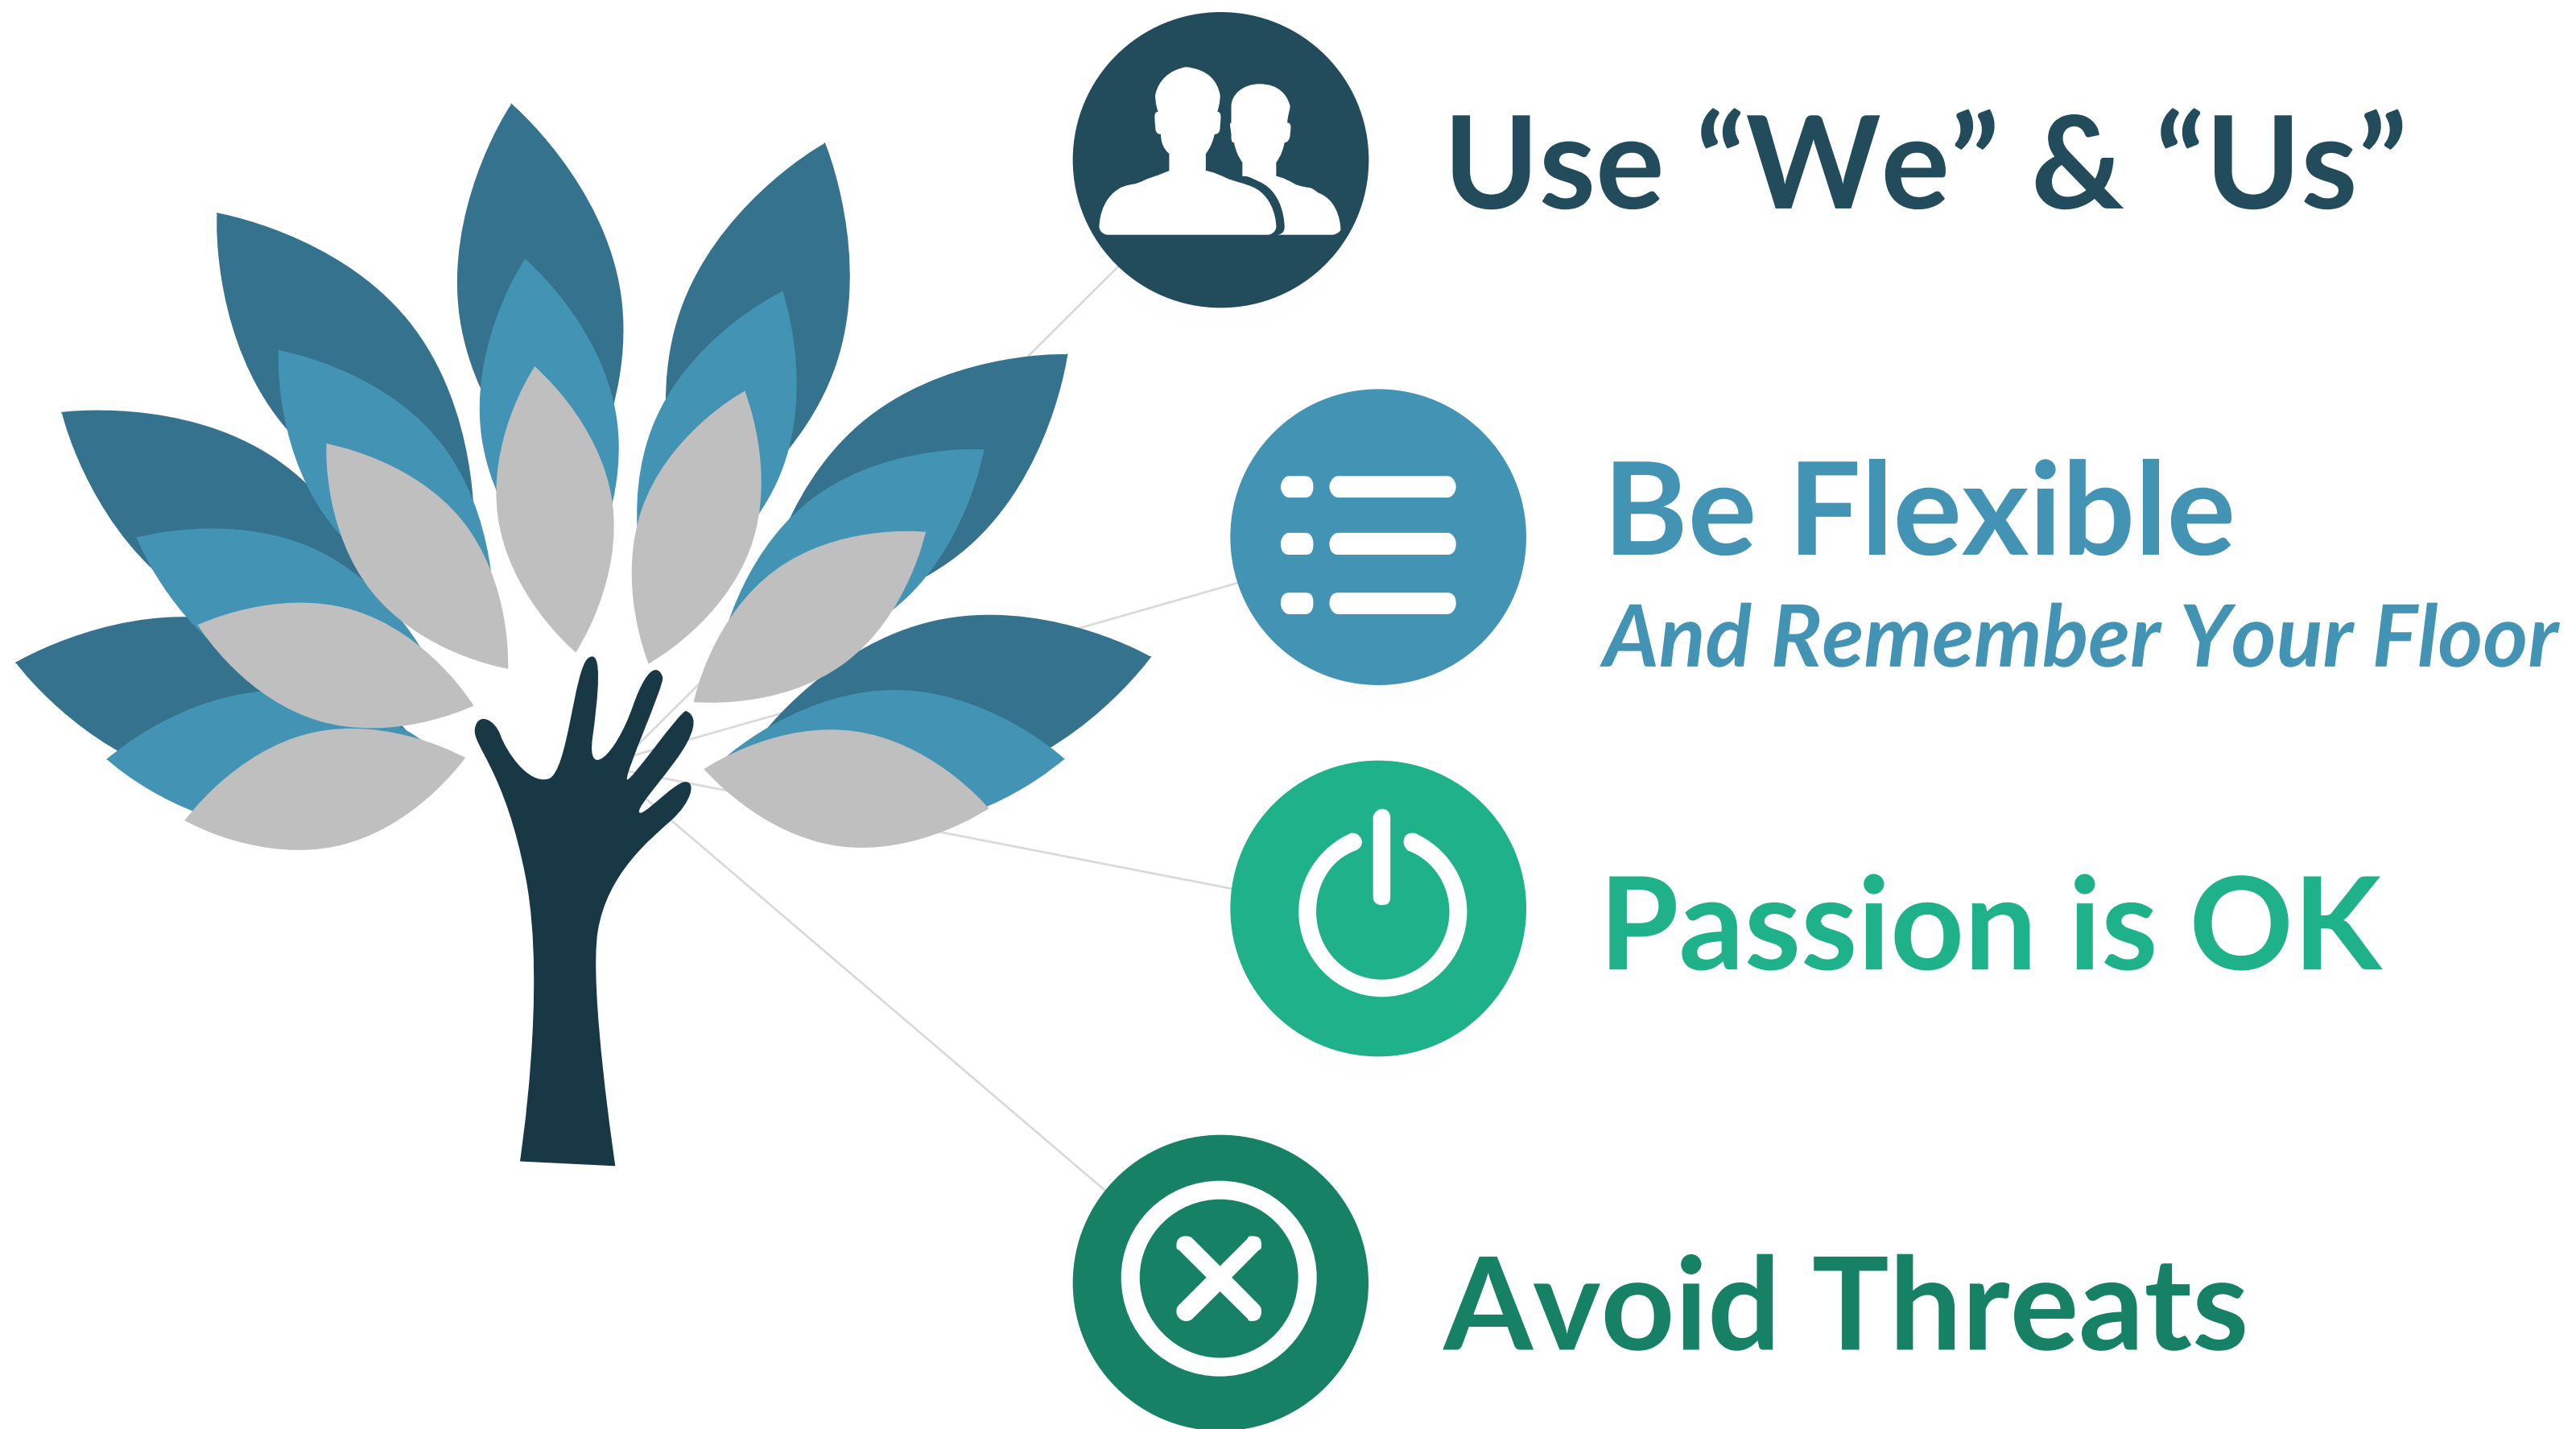 Use “We” & “Us”
Be Flexible
And Remember Your Floor
Passion is OK
Avoid Threats